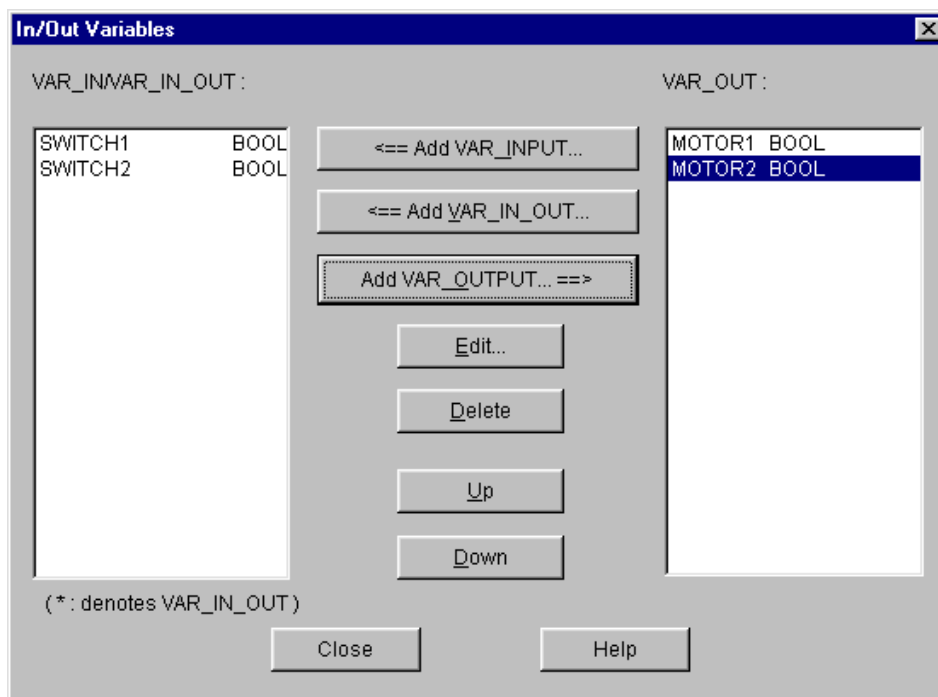 In/Out Variables
VAR_IN/VAR_IN_OUT :
VAR_OUT :
SWITCH1 BOOL
SWITCH2 BOOL
<== Add VAR_INPUT...
<== Add VAR_IN_OUT...
Add VAR_OUTPUT... ==>
Edit...
Delete
Up
Down
MOTOR1 BOOL
MOTOR2 BOOL
( * : denotes VAR_IN_OUT )
Close
Help